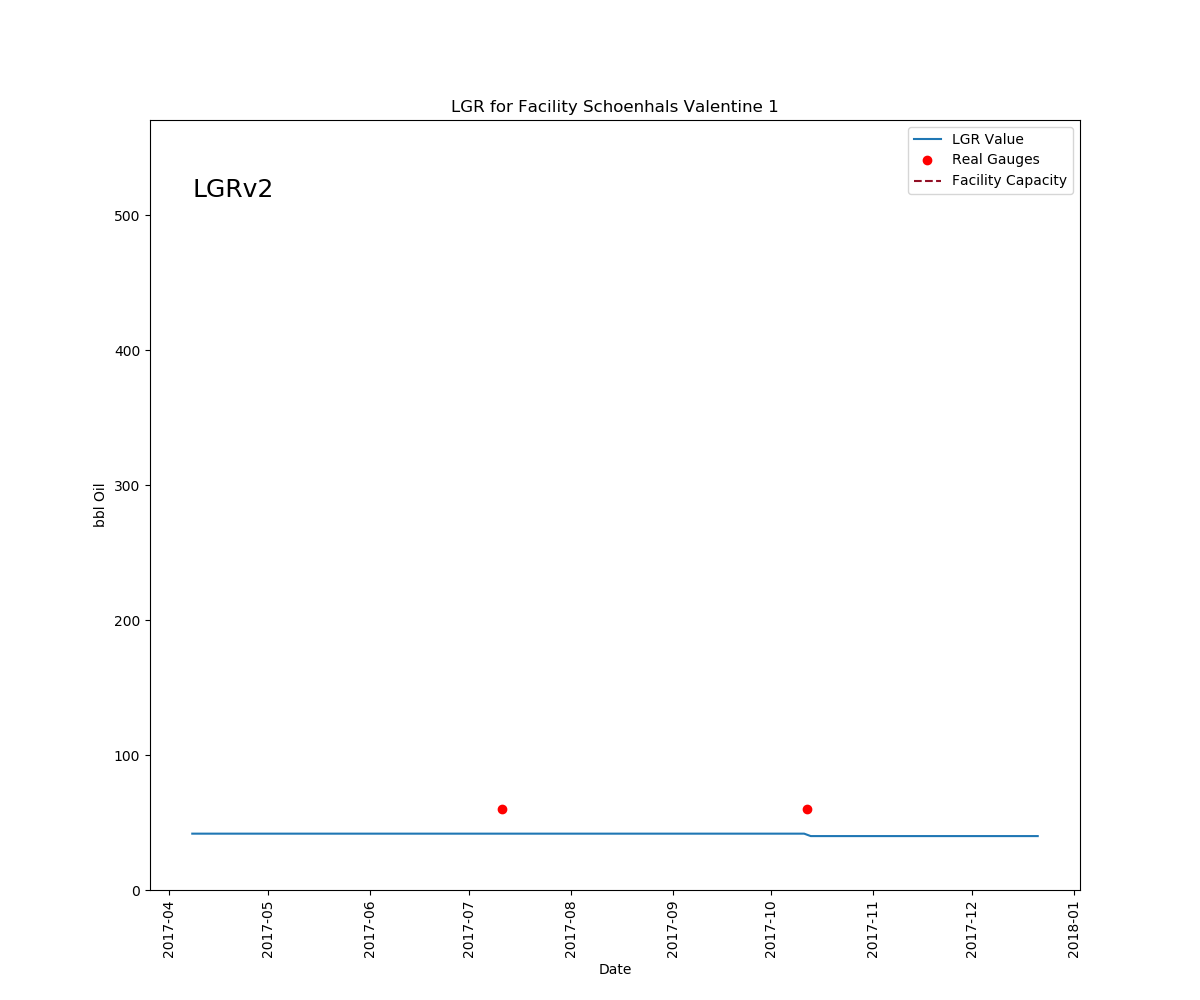 LGR for Facility Schoenhals Valentine 1
LGR Value
Real Gauges
Facility Capacity
LGRv2
500
400
300
200
100
0
bbl Oil
2017-04
2017-05
2017-06
2017-07
2017-08
2017-09
2017-10
2017-11
2017-12
2018-01
Date